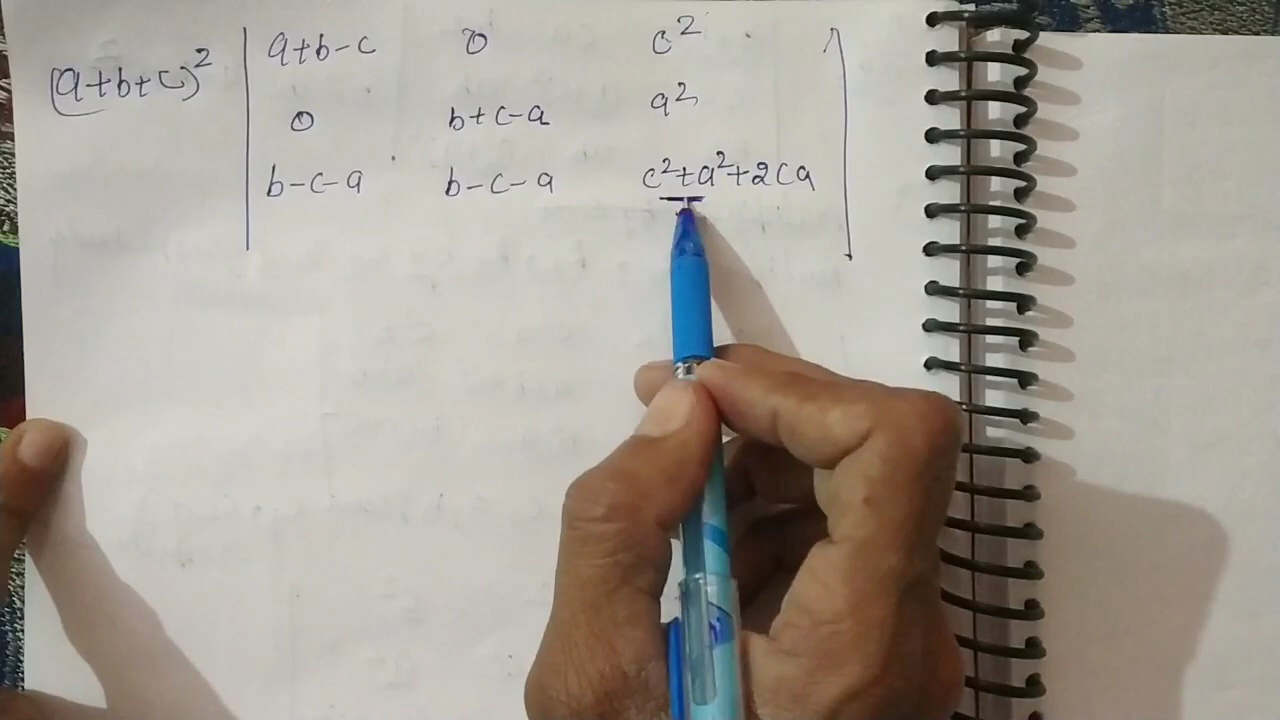 (a+b+c)² | a+b-c 0 c² |
| 0 b+c-a a² |
| b-c-a b-c-a c²+a²+2ca |